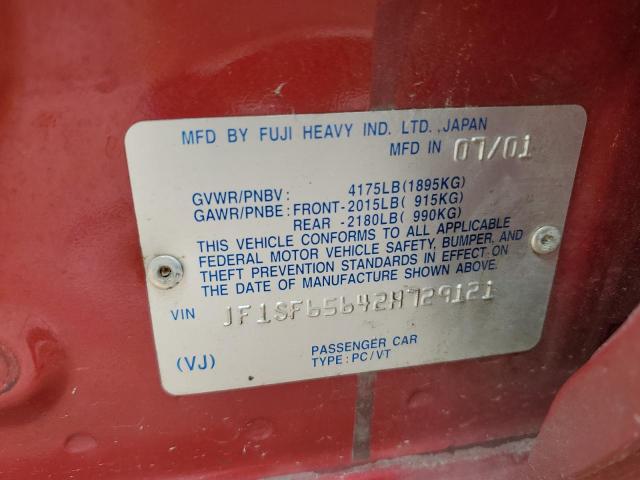 MFD BY FUJI HEAVY IND. LTD. ,JAPAN
MFD IN 07/01
GVWR/PNBV: 4175LB(1895KG)
GAWR/PNBE: FRONT-2015LB( 915KG)
REAR -2180LB( 990KG)
THIS VEHICLE CONFORMS TO ALL APPLICABLE
FEDERAL MOTOR VEHICLE SAFETY, BUMPER, AND
THEFT PREVENTION STANDARDS IN EFFECT ON
THE DATE OF MANUFACTURE SHOWN ABOVE.
VIN JF1SF65642H729121
(VJ)
PASSENGER CAR
TYPE: PC/VT